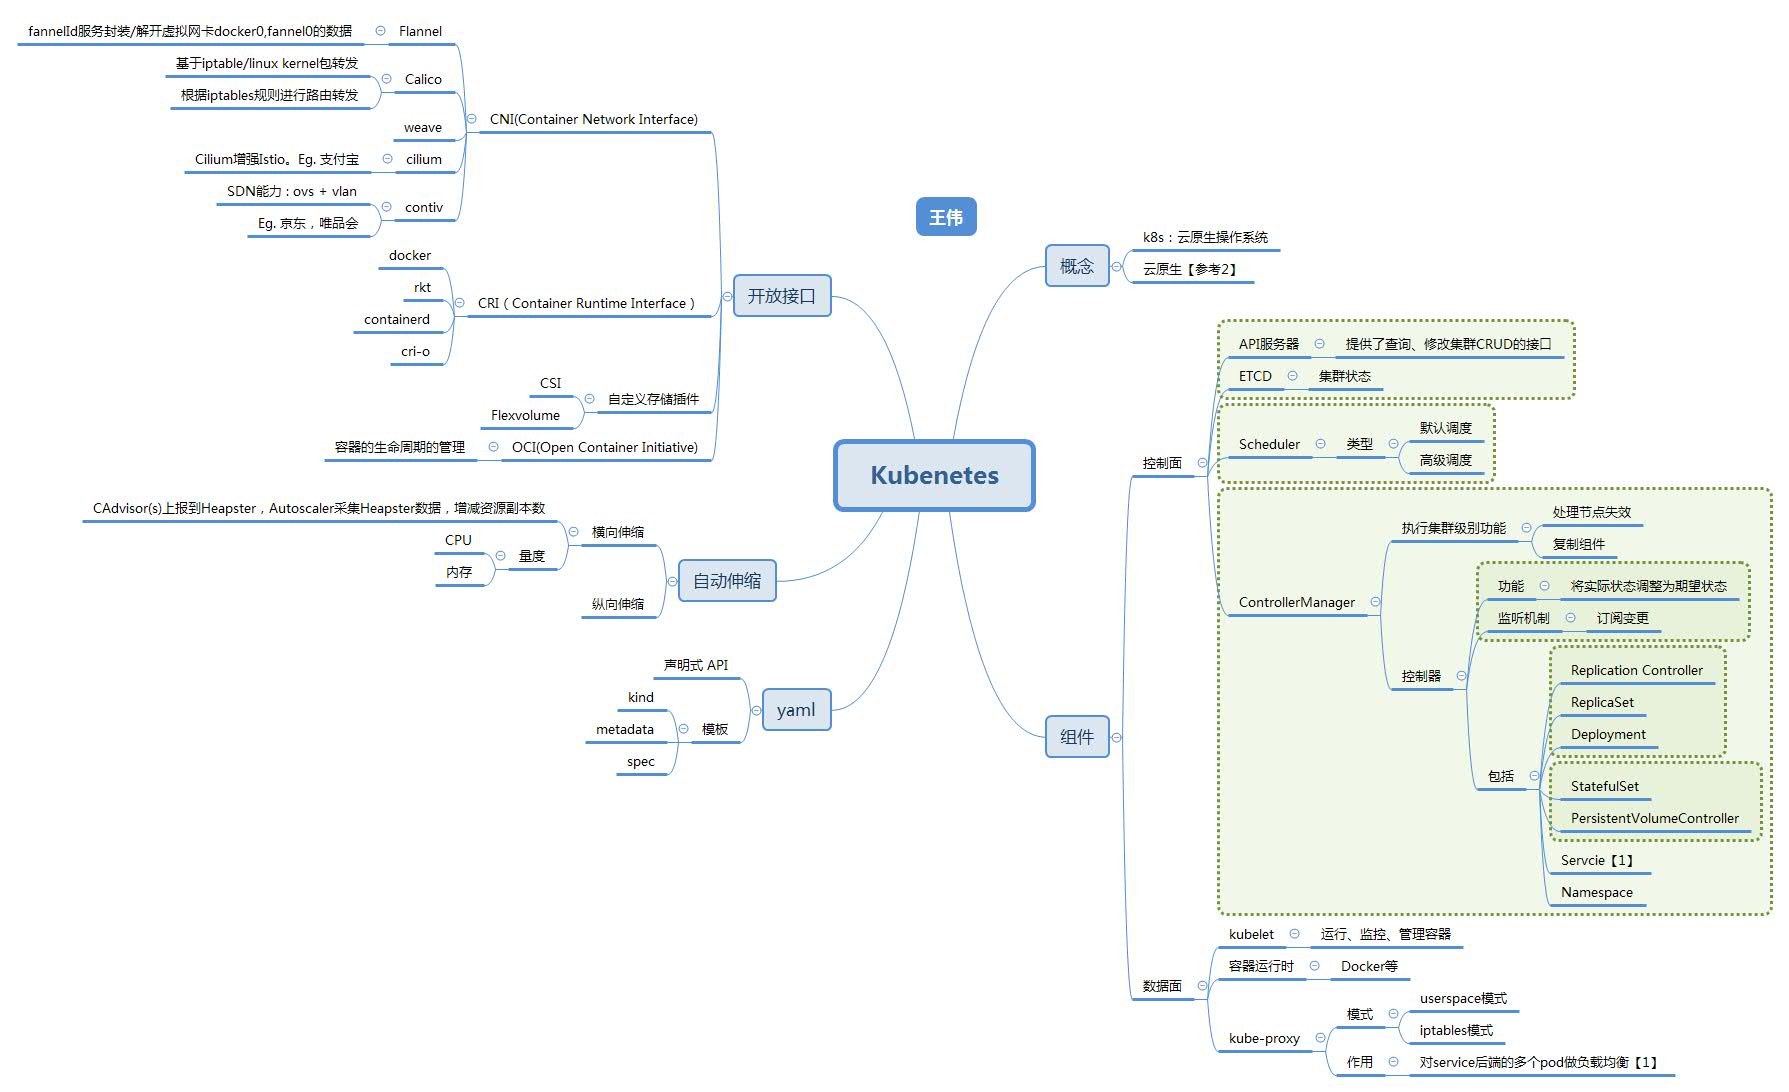 王伟
Kubenetes
概念
k8s：云原生操作系统
云原生【参考2】
组件
控制面
API服务器
提供了查询、修改集群CRUD的接口
ETCD
集群状态
Scheduler
类型
默认调度
高级调度
ControllerManager
执行集群级别功能
处理节点失效
复制组件
控制器
功能
将实际状态调整为期望状态
监听机制
订阅变更
包括
Replication Controller
ReplicaSet
Deployment
StatefulSet
PersistentVolumeController
Servcie【1】
Namespace
数据面
kubelet
运行、监控、管理容器
容器运行时
Docker等
kube-proxy
模式
userspace模式
iptables模式
作用
对service后端的多个pod做负载均衡【1】
开放接口
CNI(Container Network Interface)
Flannel
fannelId服务封装/解开虚拟网卡docker0,fannel0的数据
Calico
基于iptable/linux kernel包转发
根据iptables规则进行路由转发
weave
cilium
Cilium增强Istio。Eg. 支付宝
contiv
SDN能力：ovs + vlan
Eg. 京东，唯品会
CRI（Container Runtime Interface）
docker
rkt
containerd
cri-o
自定义存储插件
CSI
Flexvolume
OCI(Open Container Initiative)
容器的生命周期的管理
自动伸缩
横向伸缩
CAdvisor(s)上报到Heapster，Autoscaler采集Heapster数据，增减资源副本数
量度
CPU
内存
纵向伸缩
yaml
声明式 API
模板
kind
metadata
spec